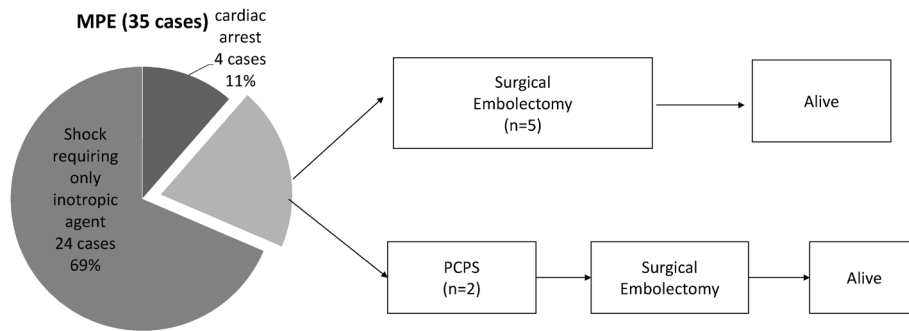 MPE (35 cases)
cardiac
arrest
4 cases
11%
Shock
requiring
only
inotropic
agent
24 cases
69%
Surgical
Embolectomy
(n=5)
Alive
PCPS
(n=2)
Surgical
Embolectomy
Alive